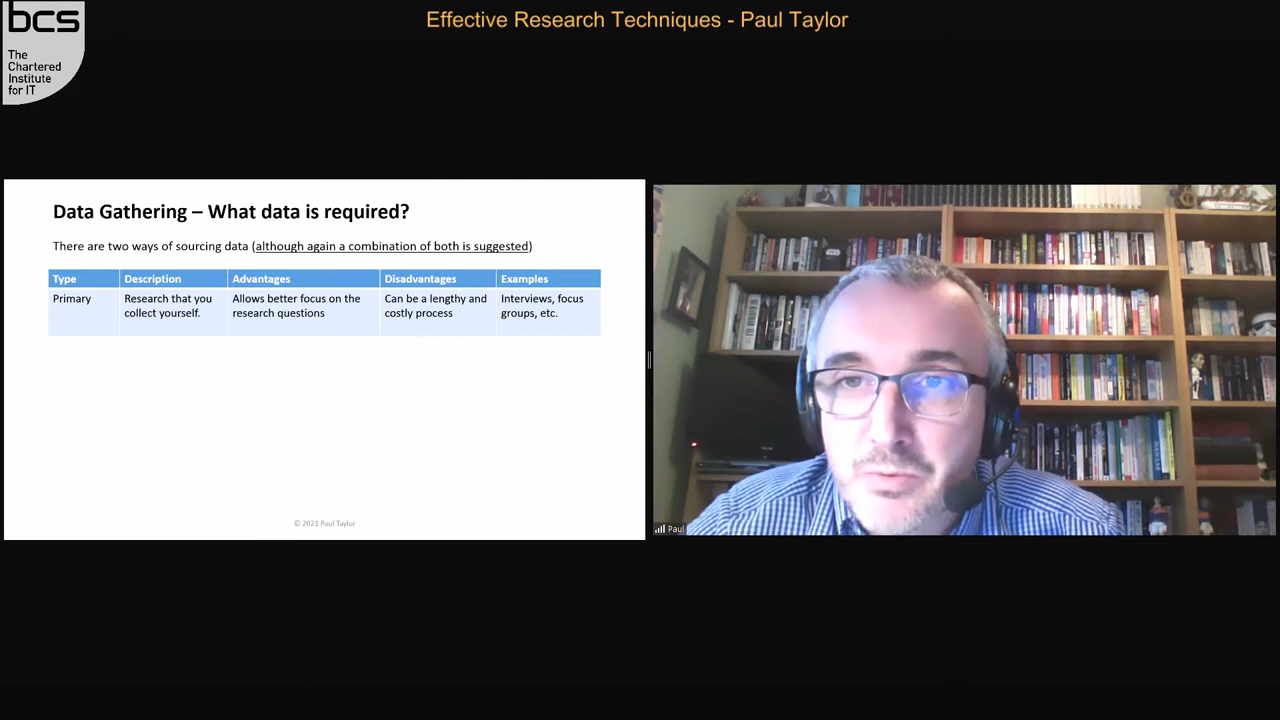 Effective Research Techniques - Paul Taylor
bcs
The
Chartered
Institute
for IT
Data Gathering – What data is required?
There are two ways of sourcing data (although again a combination of both is suggested)
Type Description Advantages Disadvantages Examples
Primary Research that you collect yourself. Allows better focus on the research questions Can be a lengthy and costly process Interviews, focus groups, etc.
© 2021 Paul Taylor
Paul